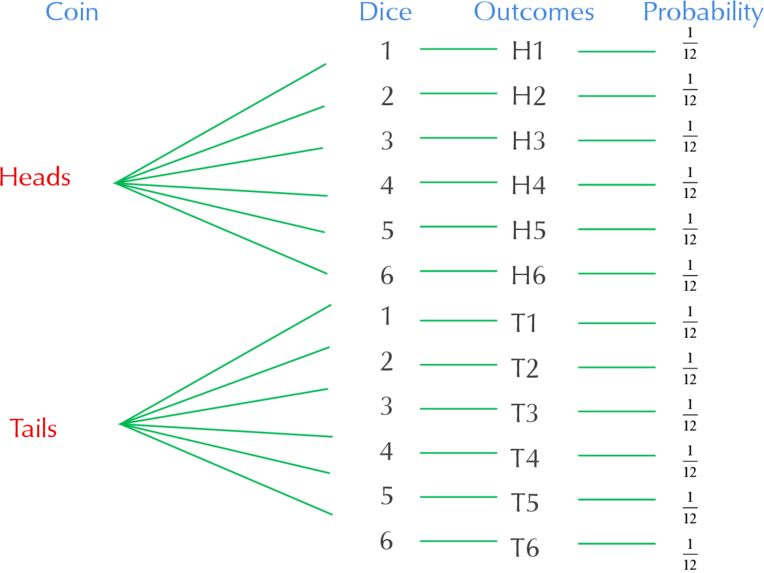 Coin Dice Outcomes Probability
1 H1 1/12
2 H2 1/12
3 H3 1/12
Heads 4 H4 1/12
5 H5 1/12
6 H6 1/12
1 T1 1/12
2 T2 1/12
3 T3 1/12
Tails 4 T4 1/12
5 T5 1/12
6 T6 1/12